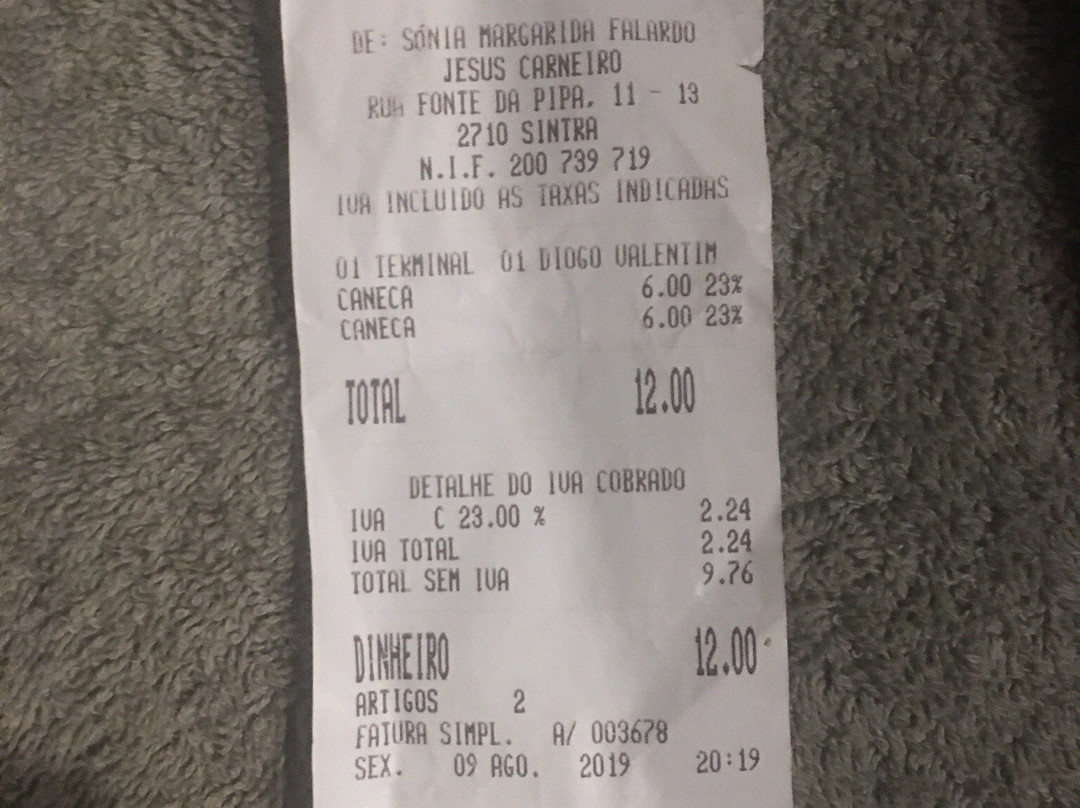 DE: SÓNIA MARGARIDA FALARDO
JESUS CARNEIRO
RUA FONTE DA PIPA, 11 - 13
2710 SINTRA
N.I.F. 200 739 719
IVA INCLUIDO AS TAXAS INDICADAS
01 TERMINAL 01 DIOGO VALENTIM
CANECA 6.00 23%
CANECA 6.00 23%
TOTAL 12.00
DETALHE DO IVA COBRADO
IVA C 23.00 % 2.24
IVA TOTAL 2.24
TOTAL SEM IVA 9.76
DINHEIRO 12.00
ARTIGOS 2
FATURA SIMPL. A/ 003678
SEX. 09 AGO. 2019 20:19